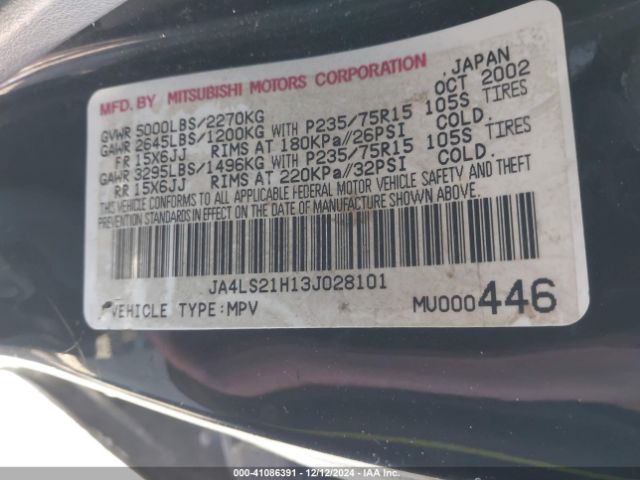 MFD. BY MITSUBISHI MOTORS CORPORATION , JAPAN
OCT 2002
GVWR 5000LBS/2270KG
GAWR 2645LBS/1200KG WITH P235/75R15 105S TIRES
FR 15X6JJ RIMS AT 180KPa//26PSI COLD.
GAWR 3295LBS/1496KG WITH P235/75R15 105S TIRES
RR 15X6JJ RIMS AT 220KPa//32PSI COLD.
THIS VEHICLE CONFORMS TO ALL APPLICABLE FEDERAL MOTOR VEHICLE SAFETY AND THEFT
PREVENTION STANDARDS IN EFFECT ON THE DATE OF MANUFACTURE SHOWN ABOVE.
JA4LS21H13J028101
VEHICLE TYPE:MPV MU000446
000-41086391 - 12/12/2024 - IAA Inc.